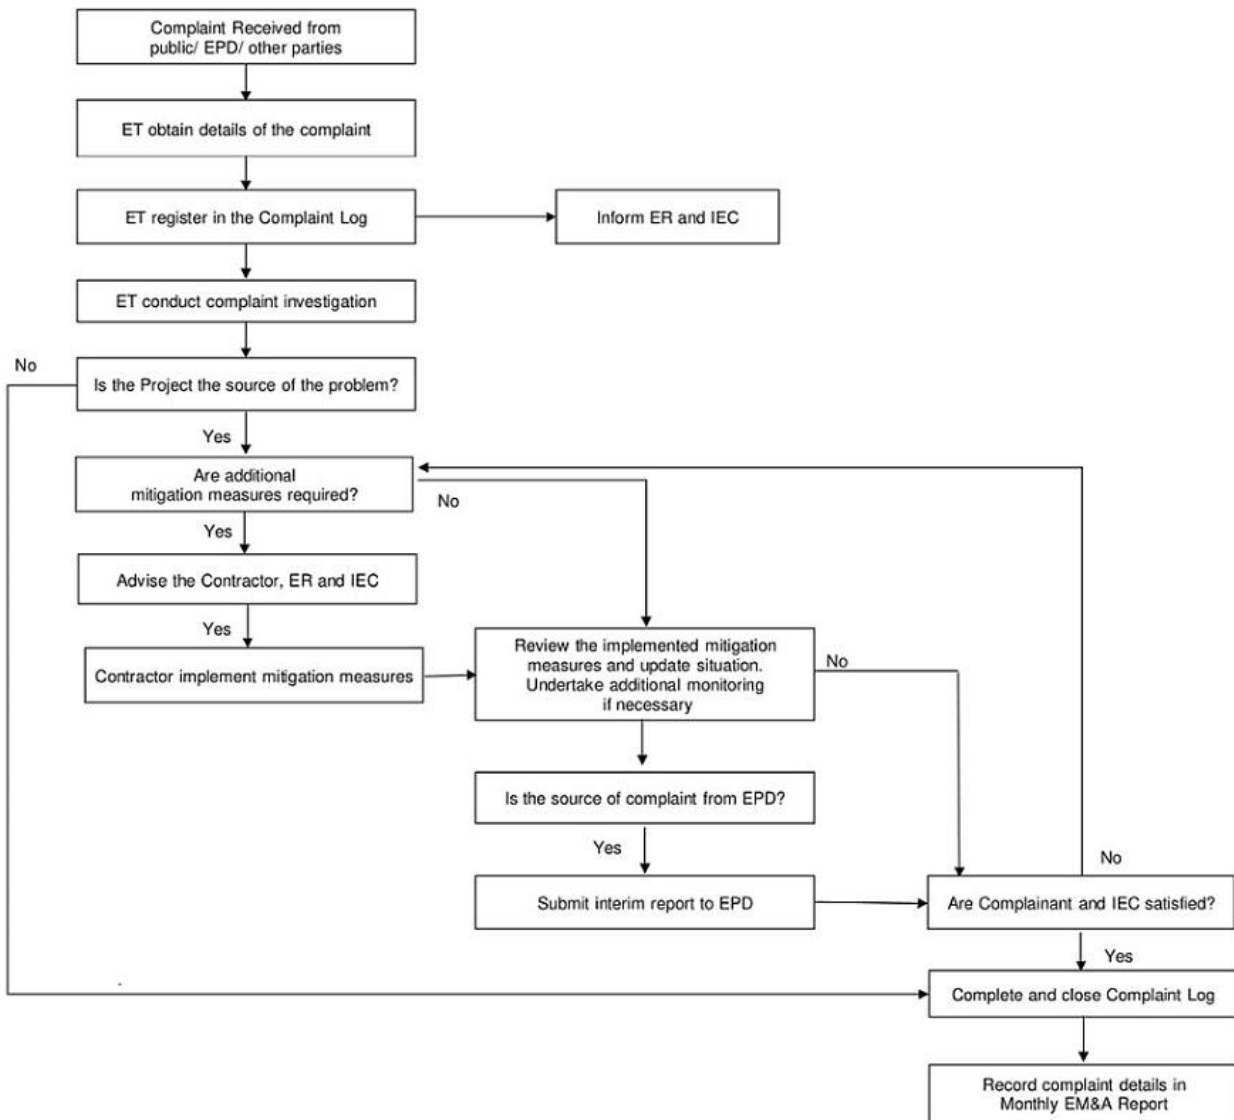 Complaint Received from
public/ EPD/ other parties
ET obtain details of the complaint
ET register in the Complaint Log
Inform ER and IEC
ET conduct complaint investigation
No
Is the Project the source of the problem?
Yes
Are additional
mitigation measures required?
No
Yes
Advise the Contractor, ER and IEC
Yes
Contractor implement mitigation measures
Review the implemented mitigation
measures and update situation.
Undertake additional monitoring
if necessary
No
Is the source of complaint from EPD?
Yes
No
Submit interim report to EPD
Are Complainant and IEC satisfied?
Yes
Complete and close Complaint Log
Record complaint details in
Monthly EM&A Report